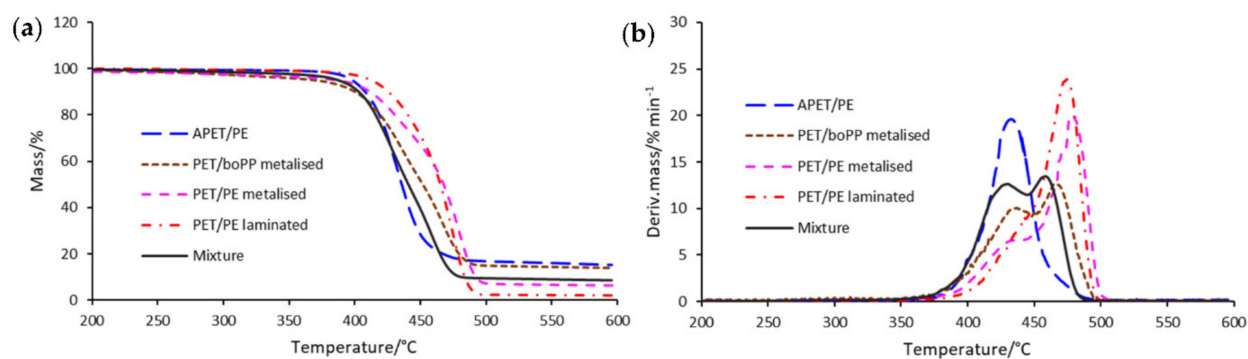 (a)
120
100
80
60
40
20
0
Mass/%
APET/PE
PET/boPP metalised
PET/PE metalised
PET/PE laminated
Mixture
200 250 300 350 400 450 500 550 600
Temperature/°C
(b)
30
25
20
15
10
5
0
Deriv.mass/% min⁻¹
APET/PE
PET/boPP metalised
PET/PE metalised
PET/PE laminated
Mixture
200 250 300 350 400 450 500 550 600
Temperature/°C